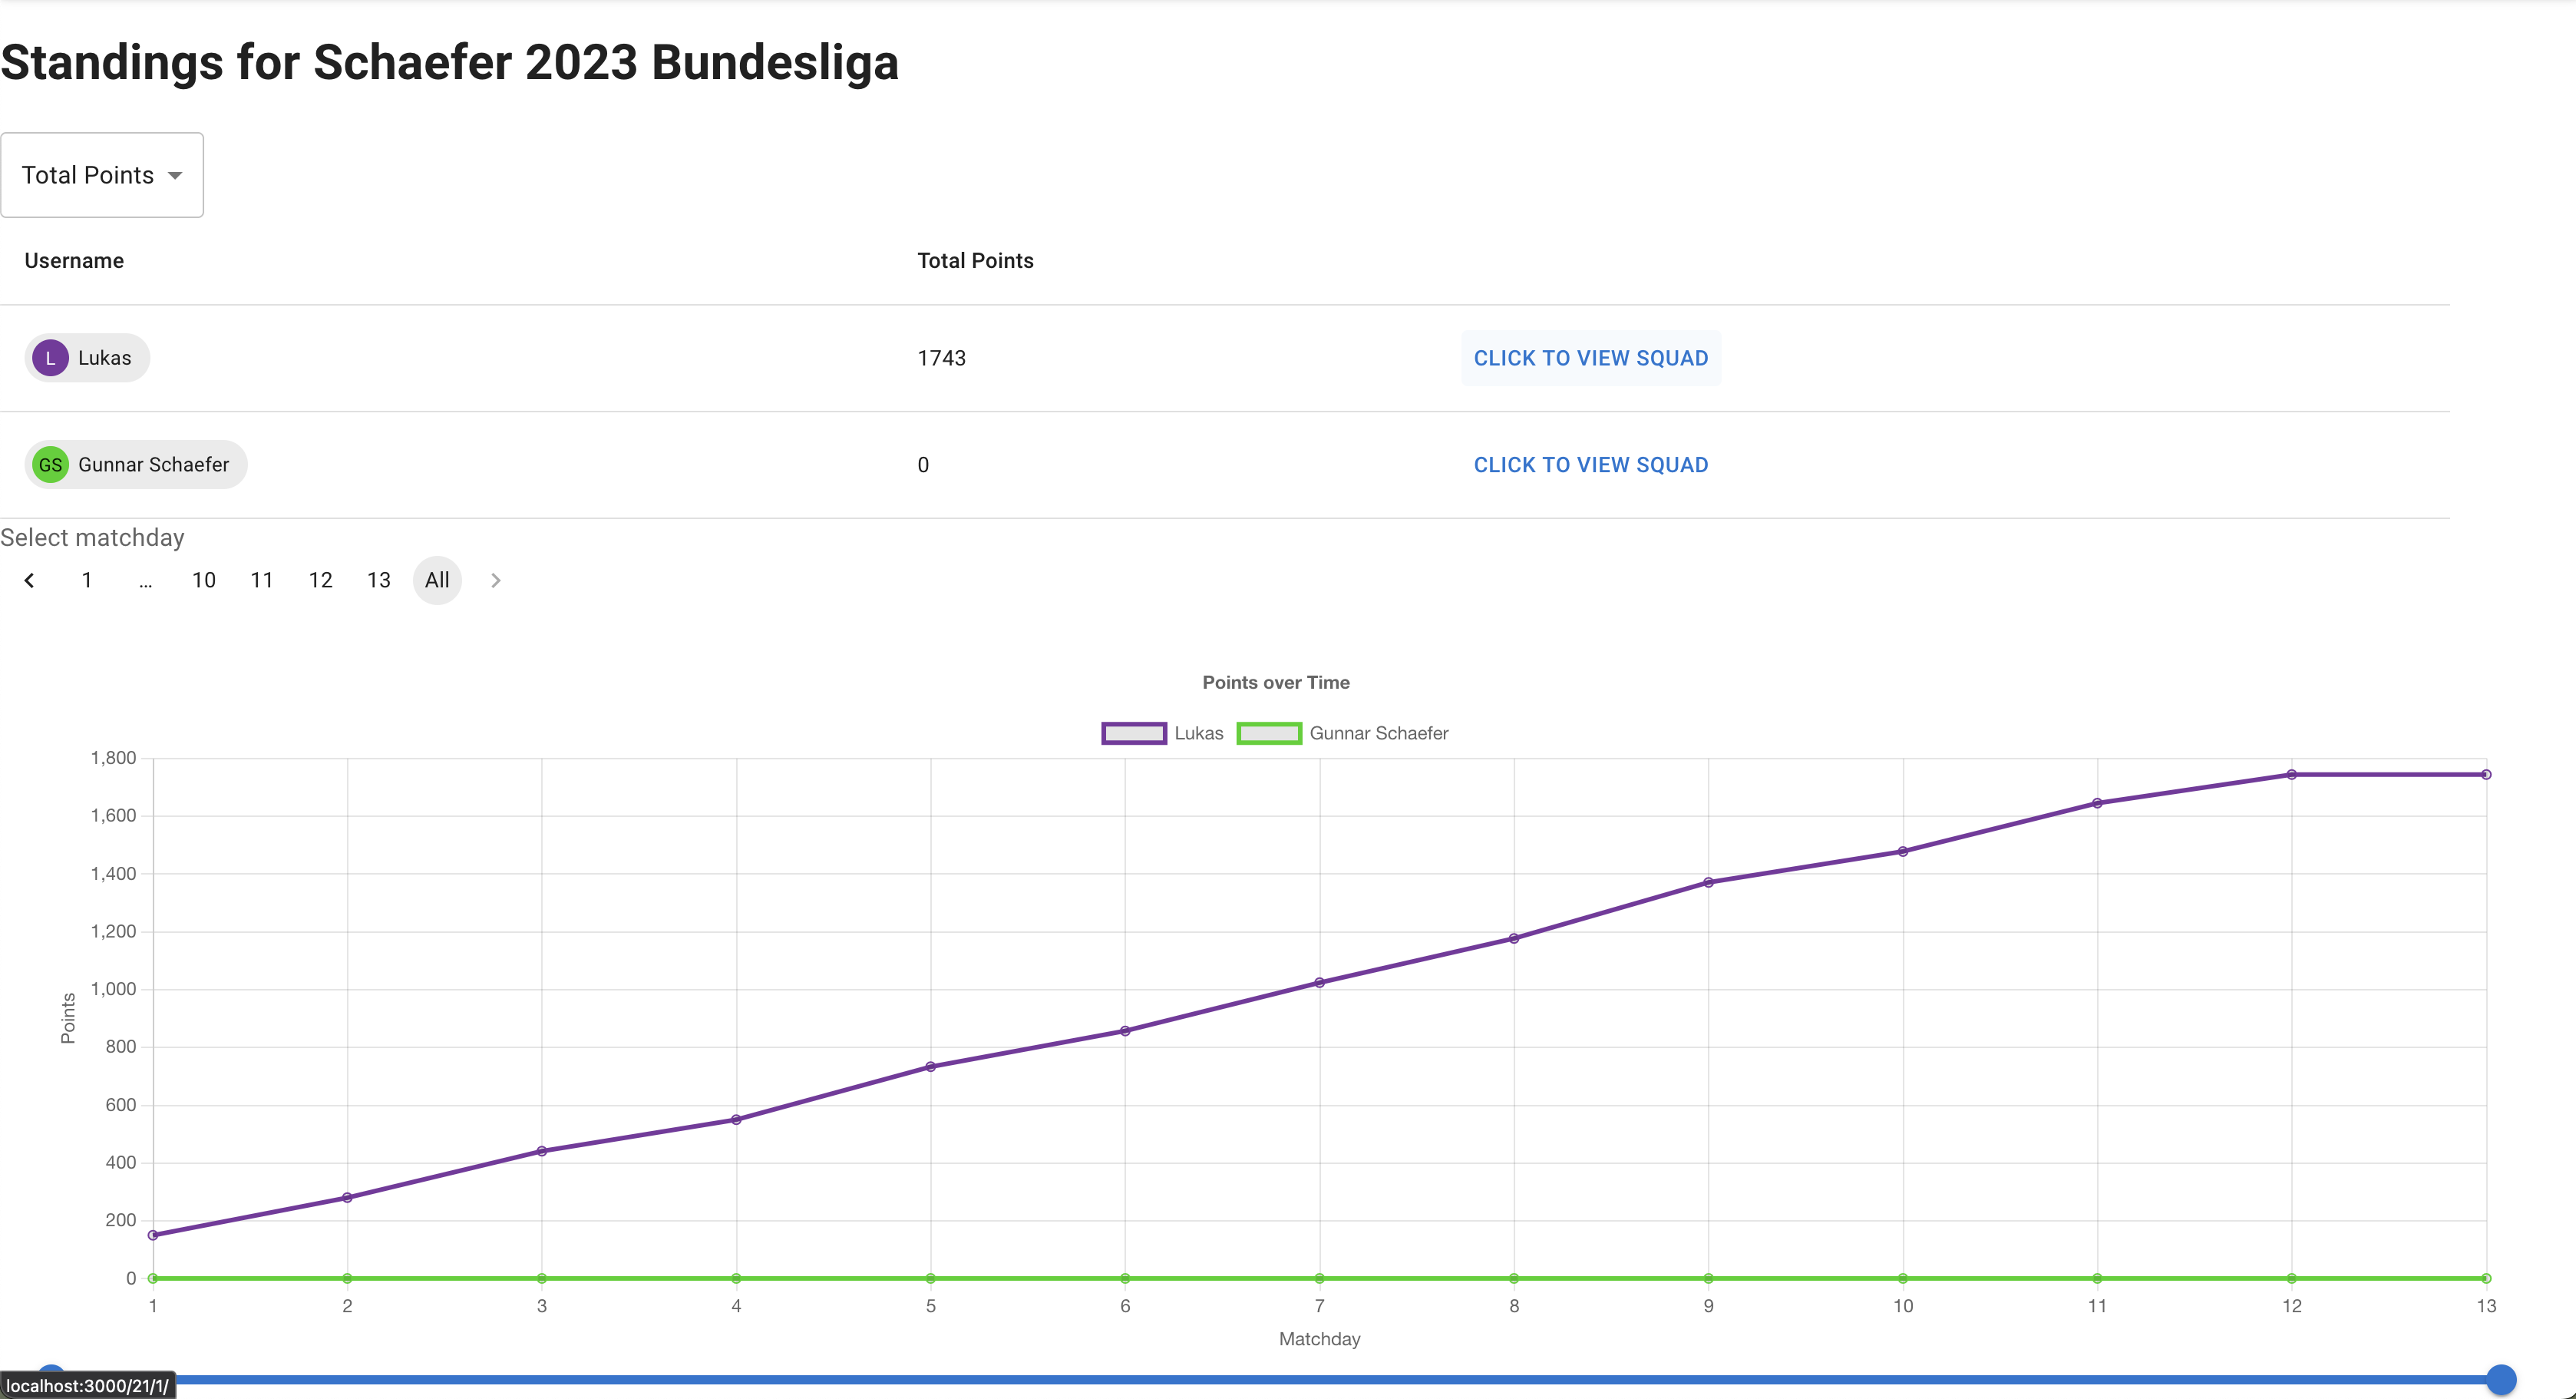 Standings for Schaefer 2023 Bundesliga
Total Points
Username Total Points
L Lukas 1743 CLICK TO VIEW SQUAD
GS Gunnar Schaefer 0 CLICK TO VIEW SQUAD
Select matchday
1 ... 10 11 12 13 All
Points over Time
Lukas Gunnar Schaefer
1,800
1,600
1,400
1,200
1,000
800
600
400
200
0
Points
1 2 3 4 5 6 7 8 9 10 11 12 13
Matchday
localhost:3000/21/1/